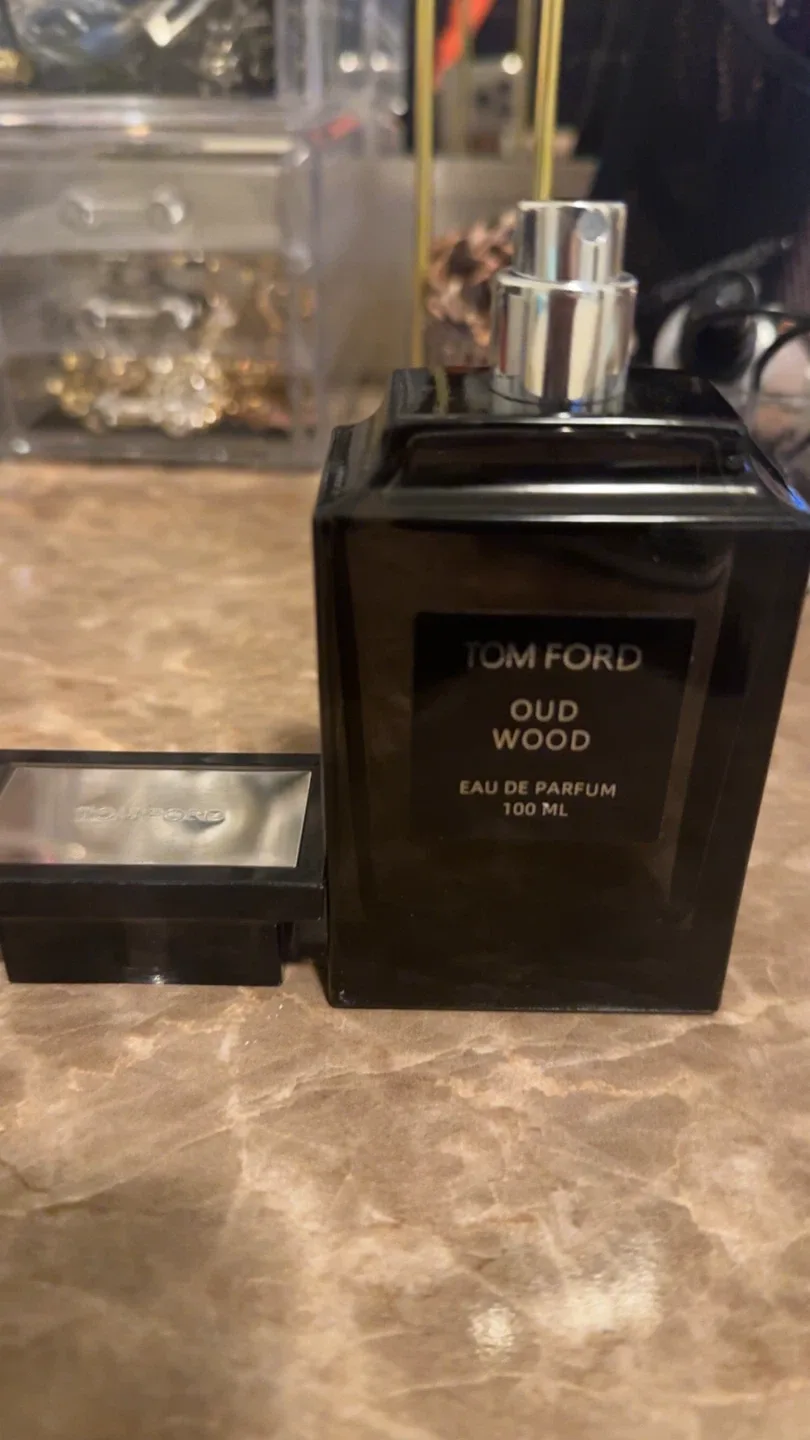 TOM FORD
OUD
WOOD
EAU DE PARFUM
100 ML
TOM FORD